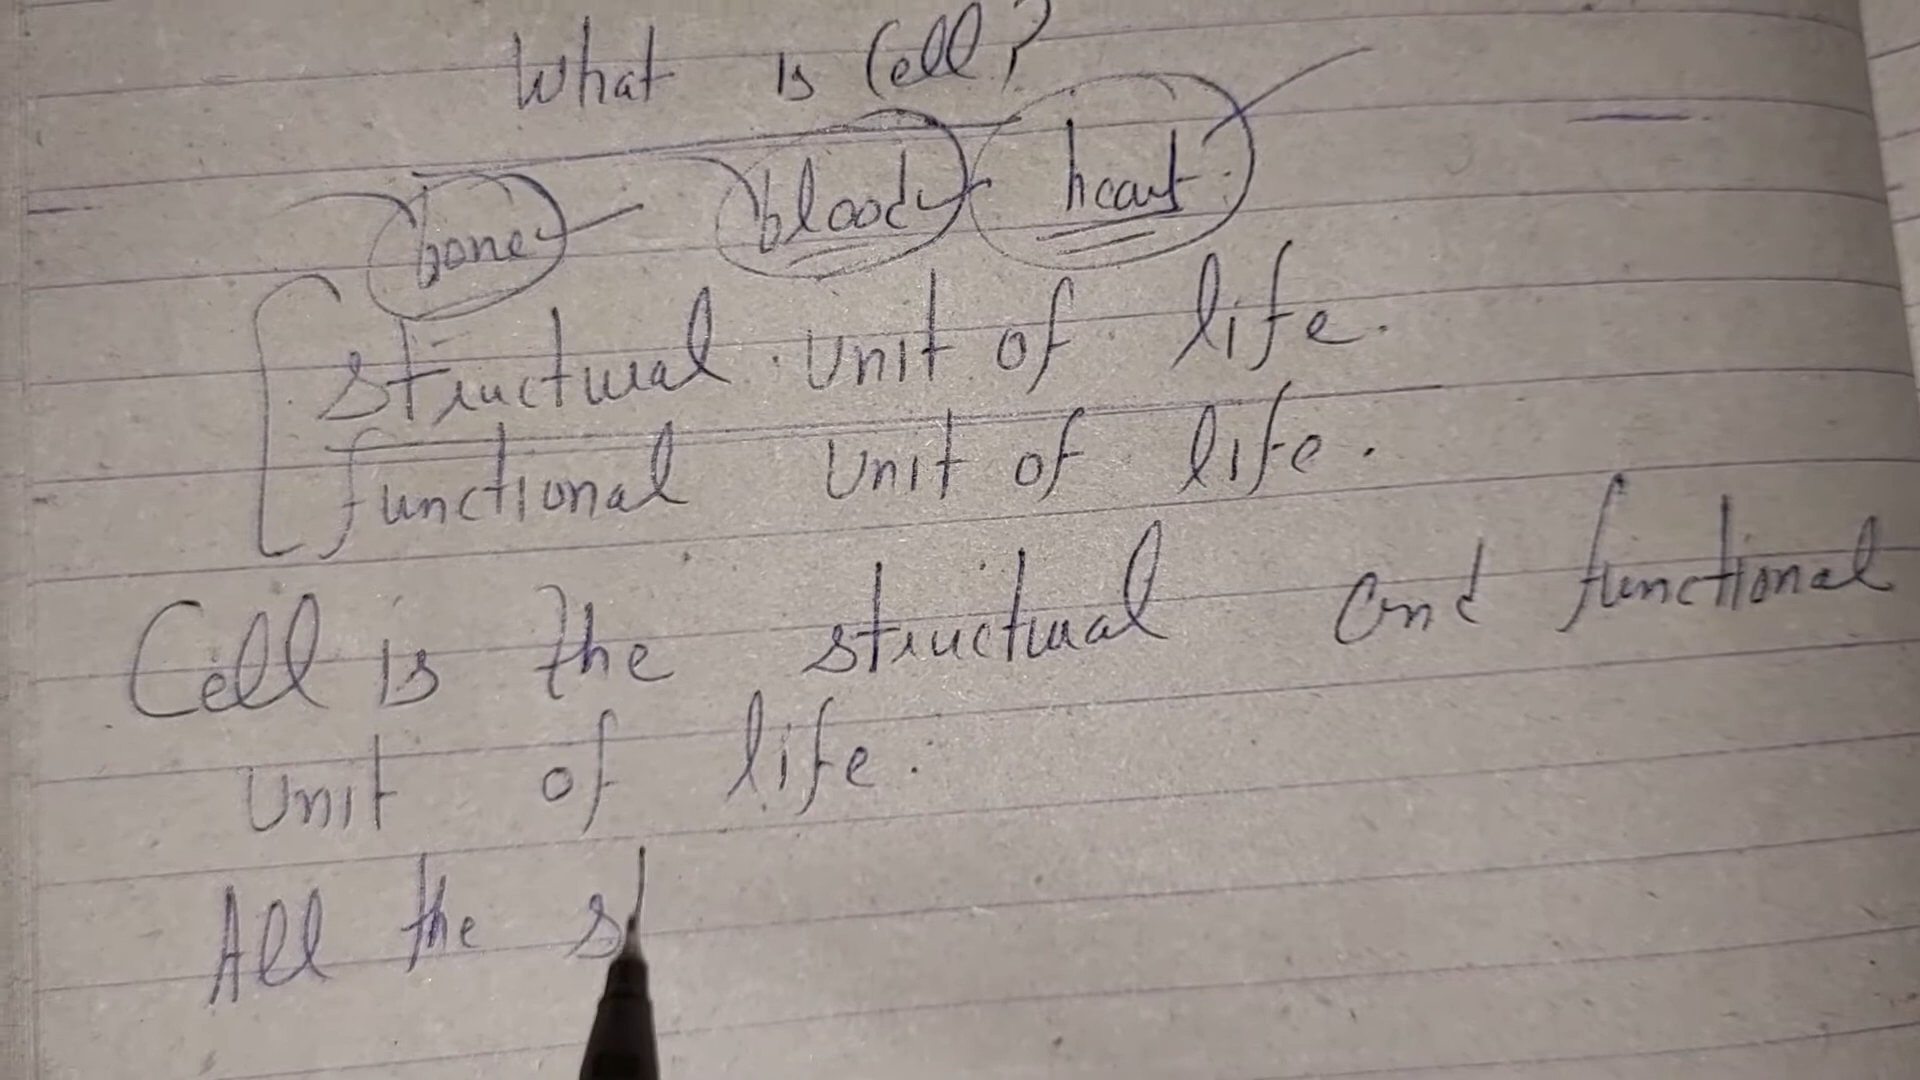 What is Cell?
bone blood heart
structural unit of life.
functional unit of life.
Cell is the structural and functional
unit of life.
All the s